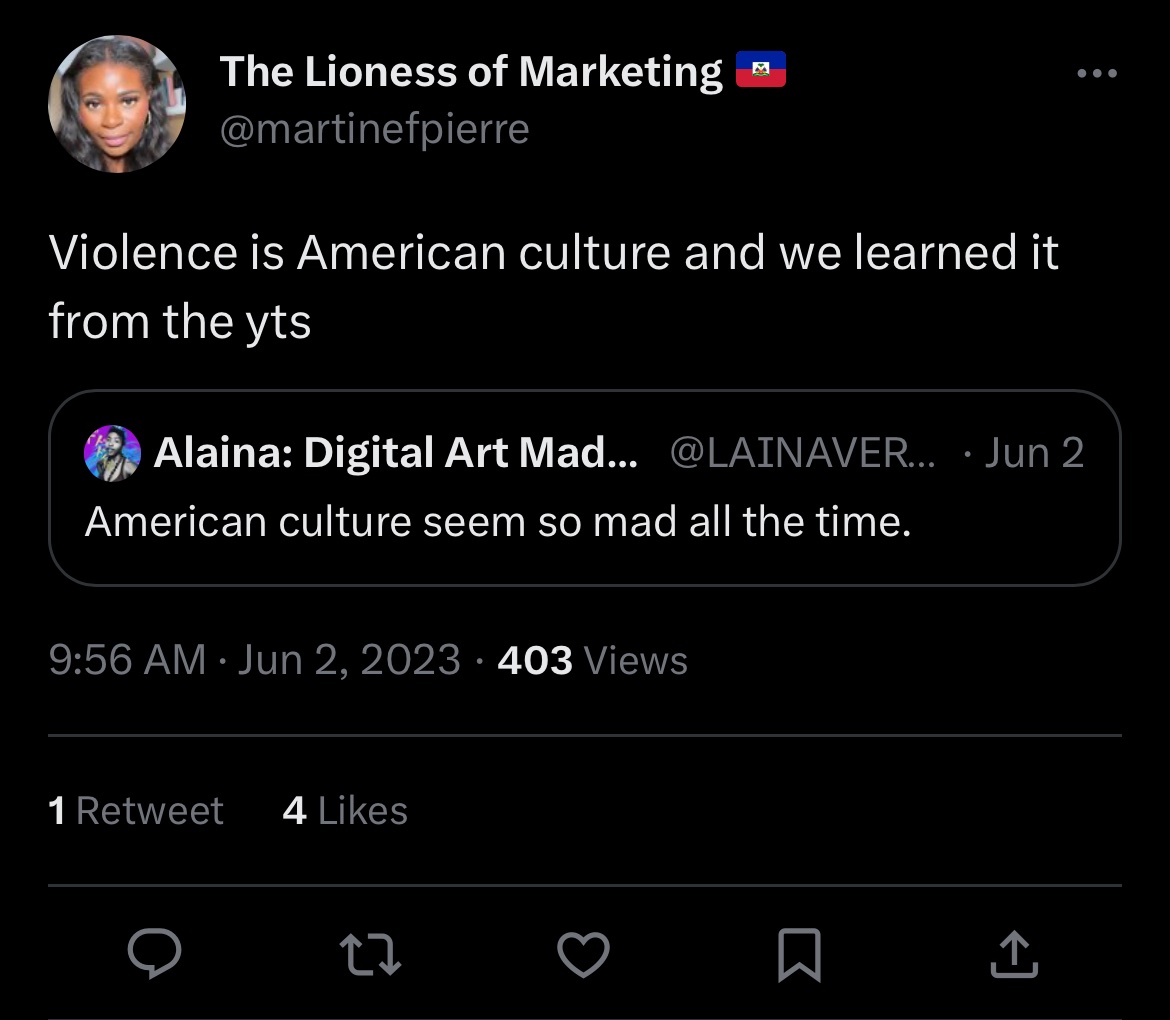 The Lioness of Marketing 🇭🇹
@martinefpierre
Violence is American culture and we learned it
from the yts
Alaina: Digital Art Mad... @LAINAVER... · Jun 2
American culture seem so mad all the time.
9:56 AM · Jun 2, 2023 · 403 Views
1 Retweet 4 Likes